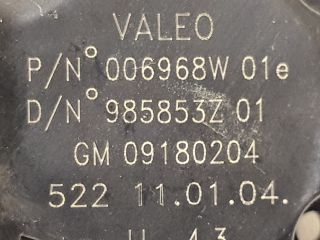 VALEO
P/N° 006968W 01e
D/N° 985853Z 01
GM 09180204
522 11.01.04.